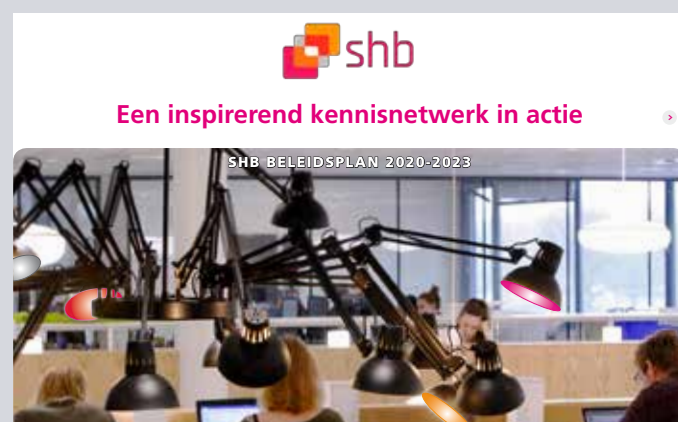 shb
Een inspirerend kennisnetwerk in actie
SHB BELEIDSPLAN 2020-2023